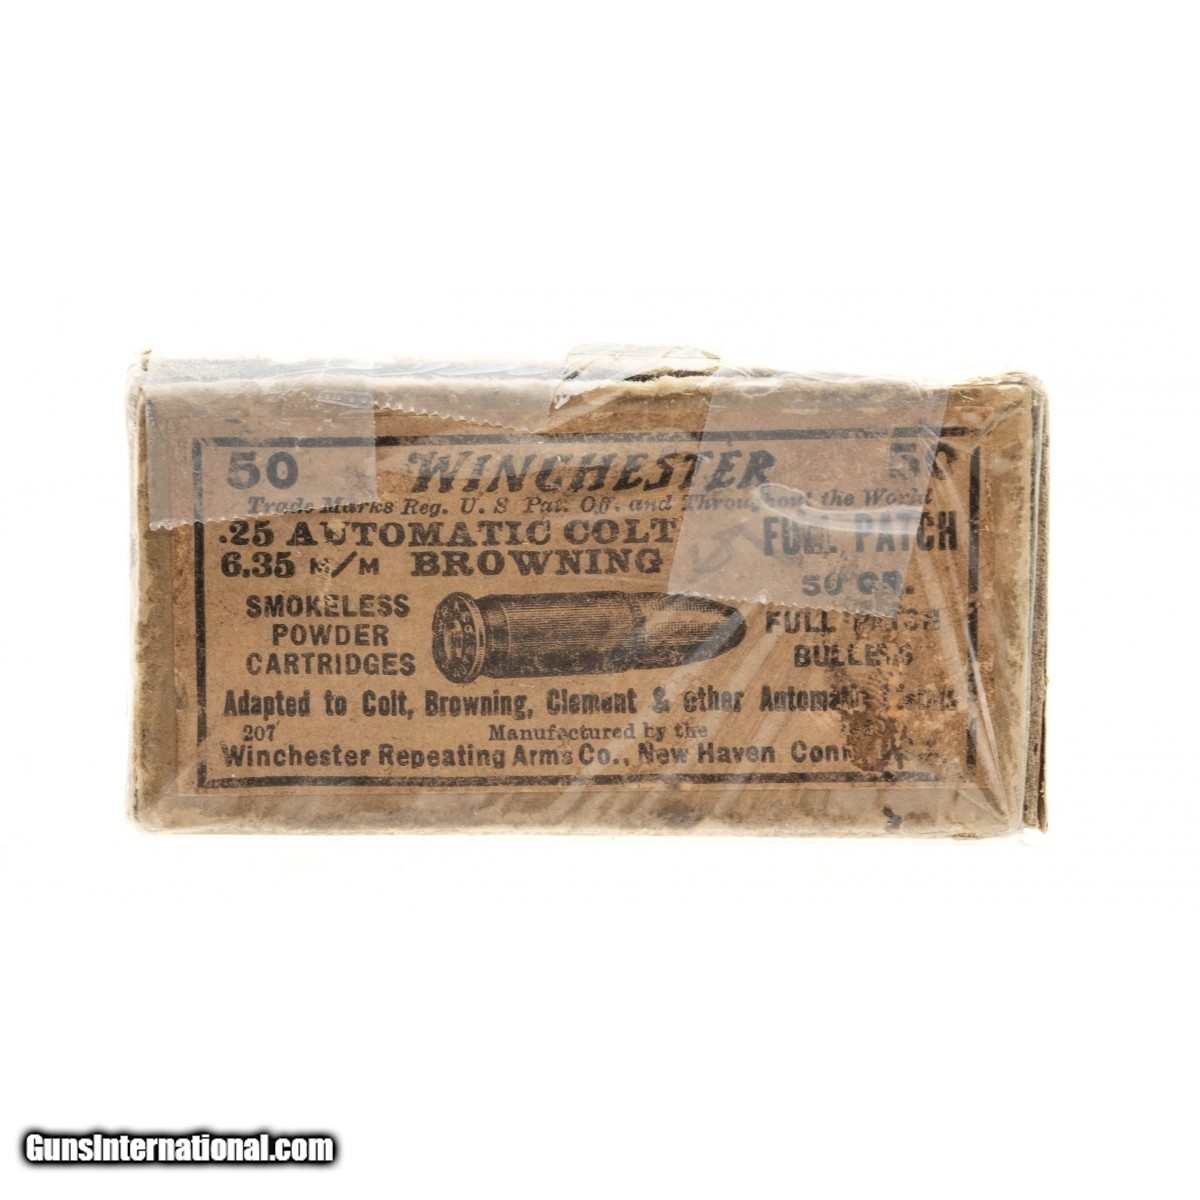 50 WINCHESTER 50
Trade Marks Reg. U. S. Pat. Off. and Throughout the World
.25 AUTOMATIC COLT
6.35 M/M BROWNING
FULL PATCH
SMOKELESS
POWDER
CARTRIDGES
50 GR.
FULL PATCH
BULLETS
Adapted to Colt, Browning, Clement & other Automatic Pistols
207 Manufactured by the
Winchester Repeating Arms Co., New Haven Conn
GunsInternational.com